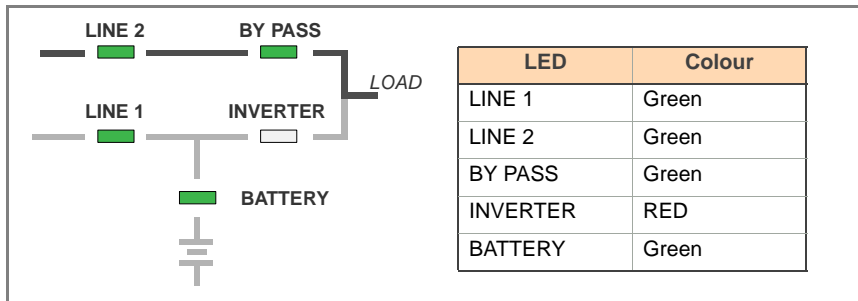 LINE 2 BY PASS
LOAD
LINE 1 INVERTER
BATTERY
LED Colour
LINE 1 Green
LINE 2 Green
BY PASS Green
INVERTER RED
BATTERY Green